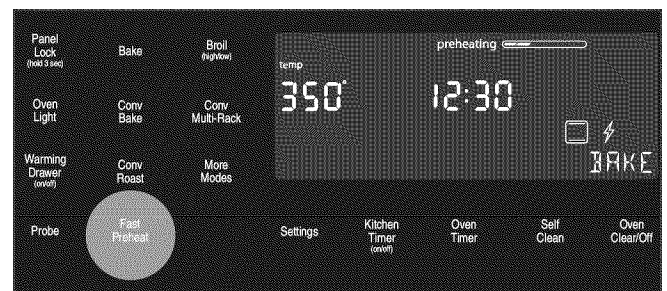 Panel
Lock
(hold 3 sec)
Bake
Broil
(high/low)
preheating
temp
350°
12:30
Oven
Light
Conv
Bake
Conv
Multi-Rack
BAKE
Warming
Drawer
(on/off)
Conv
Roast
More
Modes
Probe
Fast
Preheat
Settings
Kitchen
Timer
(on/off)
Oven
Timer
Self
Clean
Oven
Clear/Off